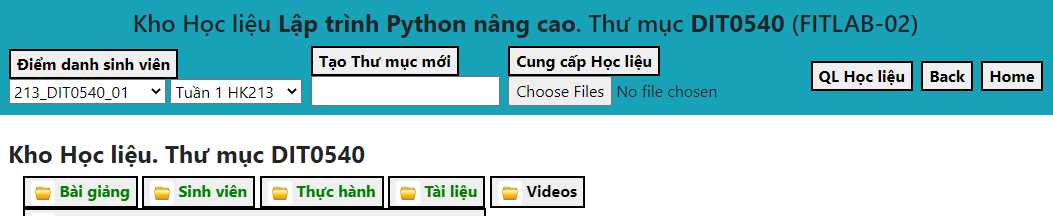 Kho Học liệu Lập trình Python nâng cao. Thư mục DIT0540 (FITLAB-02)
Điểm danh sinh viên
Tạo Thư mục mới
Cung cấp Học liệu
QL Học liệu
Back
Home
213_DIT0540_01
Tuần 1 HK213
Choose Files No file chosen
Kho Học liệu. Thư mục DIT0540
Bài giảng
Sinh viên
Thực hành
Tài liệu
Videos